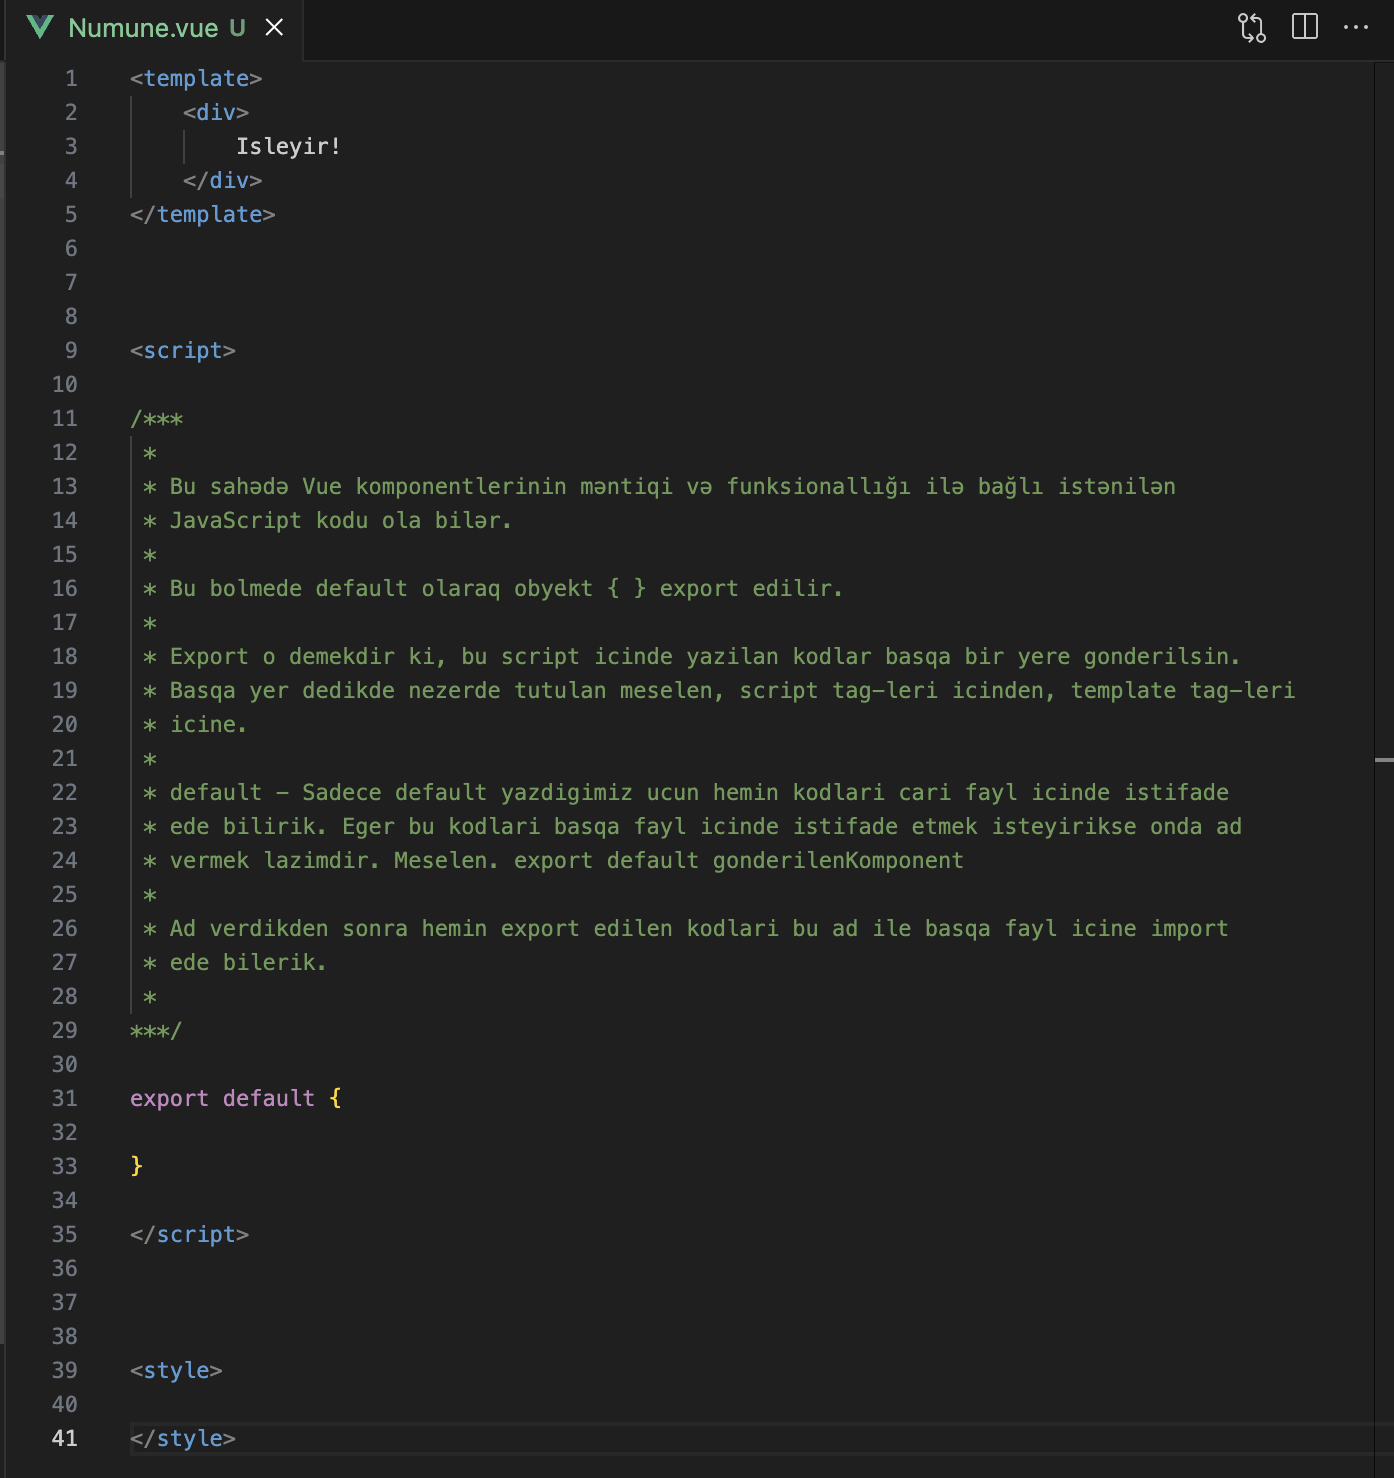 Numune.vue U
1 <template>
2 <div>
3 Isleyir!
4 </div>
5 </template>
6
7
8
9 <script>
10
11 /***
12 *
13 * Bu sahədə Vue komponentlerinin məntiqi və funksionallığı ilə bağlı istənilən
14 * JavaScript kodu ola bilər.
15 *
16 * Bu bolmede default olaraq obyekt { } export edilir.
17 *
18 * Export o demekdir ki, bu script icinde yazilan kodlar basqa bir yere gonderilsin.
19 * Basqa yer dedikde nezerde tutulan meselen, script tag-leri icinden, template tag-leri
20 * icine.
21 *
22 * default - Sadece default yazdigimiz ucun hemin kodlari cari fayl icinde istifade
23 * ede bilirik. Eger bu kodlari basqa fayl icinde istifade etmek isteyirikse onda ad
24 * vermek lazimdir. Meselen. export default gonderilenKomponent
25 *
26 * Ad verdikden sonra hemin export edilen kodlari bu ad ile basqa fayl icine import
27 * ede bilerik.
28 *
29 ***/
30
31 export default {
32
33 }
34
35 </script>
36
37
38
39 <style>
40
41 </style>